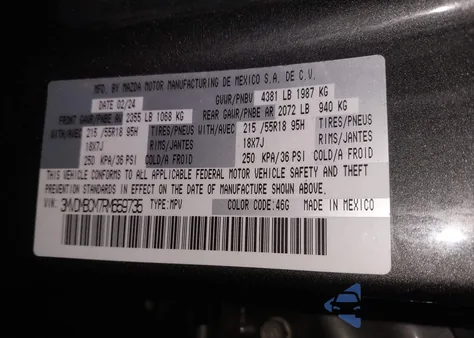 MFD. BY MAZDA MOTOR MANUFACTURING DE MEXICO S.A. DE C.V.
DATE 02/24 GVWR/PNBV 4381 LB 1987 KG
FRONT GAWR/PNBE AV 2355 LB 1068 KG REAR GAWR/PNBE AR 2072 LB 940 KG
WITH/AVEC 215 /55R18 95H TIRES/PNEUS WITH/AVEC 215 /55R18 95H TIRES/PNEUS
18X7J RIMS/JANTES 18X7J RIMS/JANTES
250 KPA/36 PSI COLD/A FROID 250 KPA/36 PSI COLD/A FROID
THIS VEHICLE CONFORMS TO ALL APPLICABLE FEDERAL MOTOR VEHICLE SAFETY AND THEFT
PREVENTION STANDARDS IN EFFECT ON THE DATE OF MANUFACTURE SHOWN ABOVE.
VIN: TYPE: MPV COLOR CODE: 46G MADE IN MEXICO